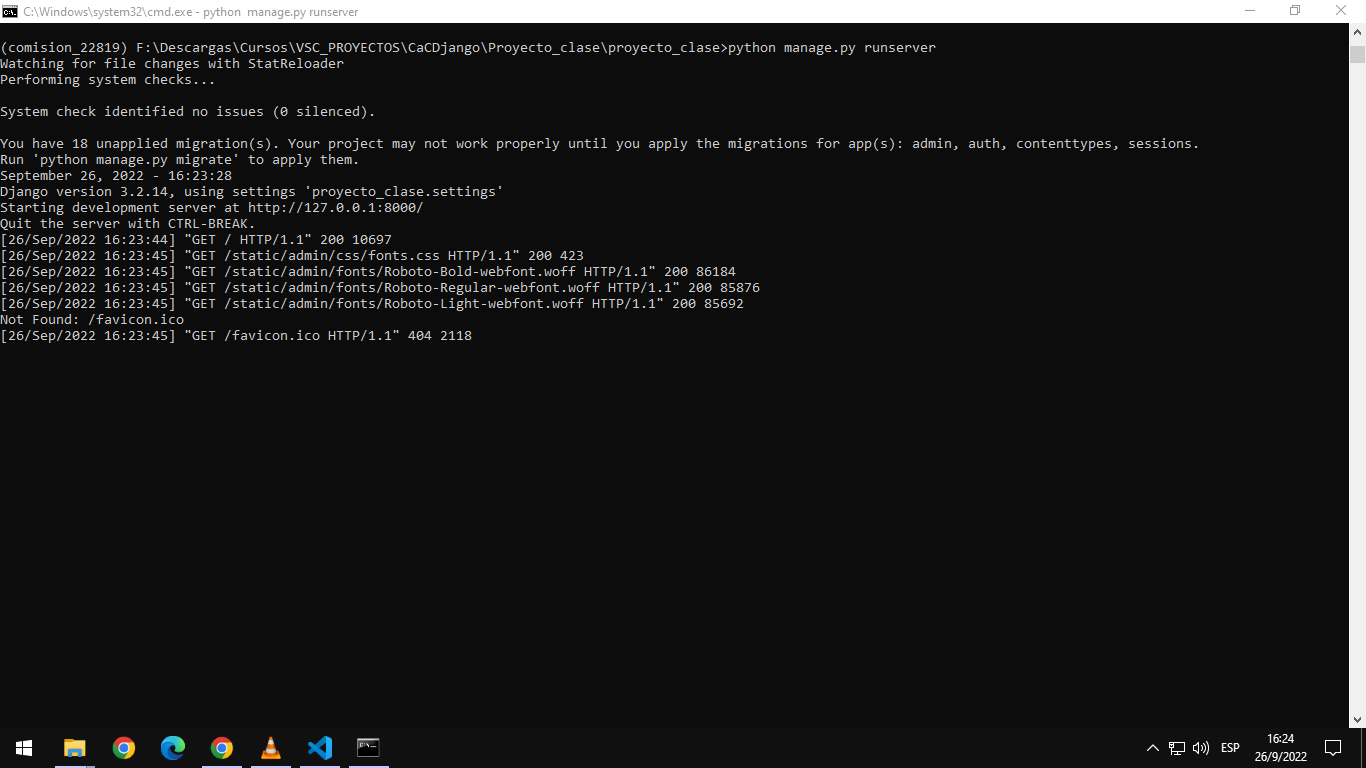 C:\Windows\system32\cmd.exe - python  manage.py runserver
(comision_22819) F:\Descargas\Cursos\VSC_PROYECTOS\CaCDjango\Proyecto_clase\proyecto_clase>python manage.py runserver
Watching for file changes with StatReloader
Performing system checks...
System check identified no issues (0 silenced).
You have 18 unapplied migration(s). Your project may not work properly until you apply the migrations for app(s): admin, auth, contenttypes, sessions.
Run 'python manage.py migrate' to apply them.
September 26, 2022 - 16:23:28
Django version 3.2.14, using settings 'proyecto_clase.settings'
Starting development server at http://127.0.0.1:8000/
Quit the server with CTRL-BREAK.
[26/Sep/2022 16:23:44] "GET / HTTP/1.1" 200 10697
[26/Sep/2022 16:23:45] "GET /static/admin/css/fonts.css HTTP/1.1" 200 423
[26/Sep/2022 16:23:45] "GET /static/admin/fonts/Roboto-Bold-webfont.woff HTTP/1.1" 200 86184
[26/Sep/2022 16:23:45] "GET /static/admin/fonts/Roboto-Regular-webfont.woff HTTP/1.1" 200 85876
[26/Sep/2022 16:23:45] "GET /static/admin/fonts/Roboto-Light-webfont.woff HTTP/1.1" 200 85692
Not Found: /favicon.ico
[26/Sep/2022 16:23:45] "GET /favicon.ico HTTP/1.1" 404 2118
ESP
16:24
26/9/2022